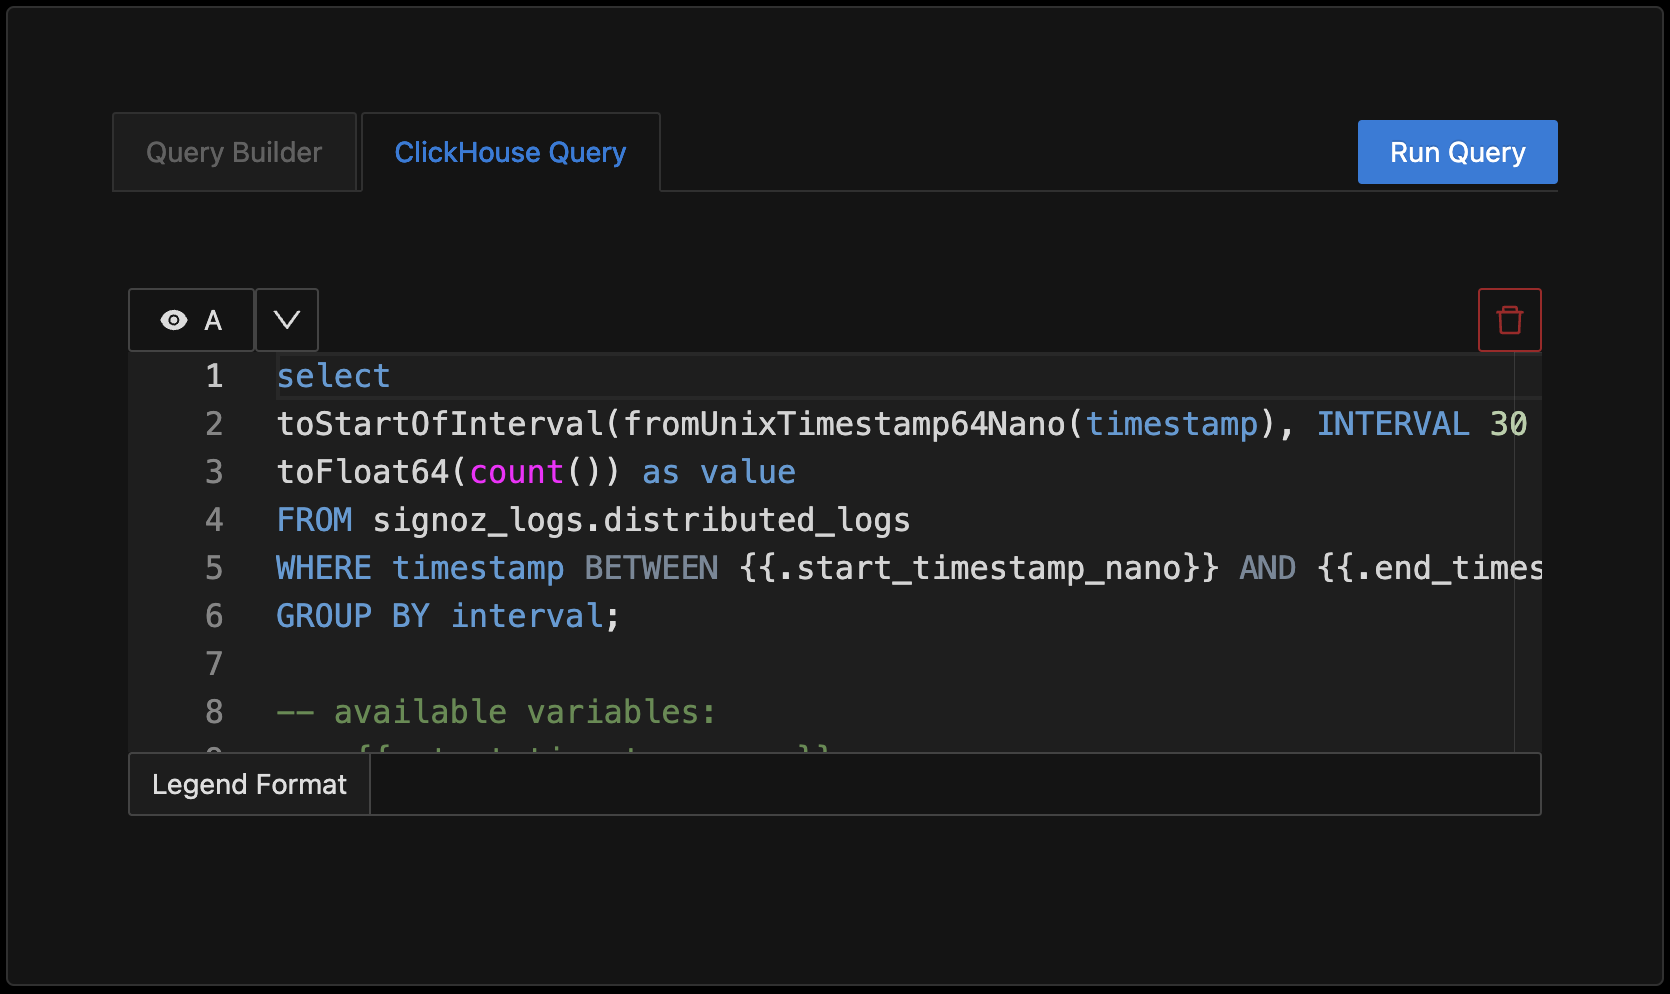 Query Builder
ClickHouse Query
Run Query
A
1 select
2 toStartOfInterval(fromUnixTimestamp64Nano(timestamp), INTERVAL 30
3 toFloat64(count()) as value
4 FROM signoz_logs.distributed_logs
5 WHERE timestamp BETWEEN {{.start_timestamp_nano}} AND {{.end_times
6 GROUP BY interval;
7
8 -- available variables:
Legend Format